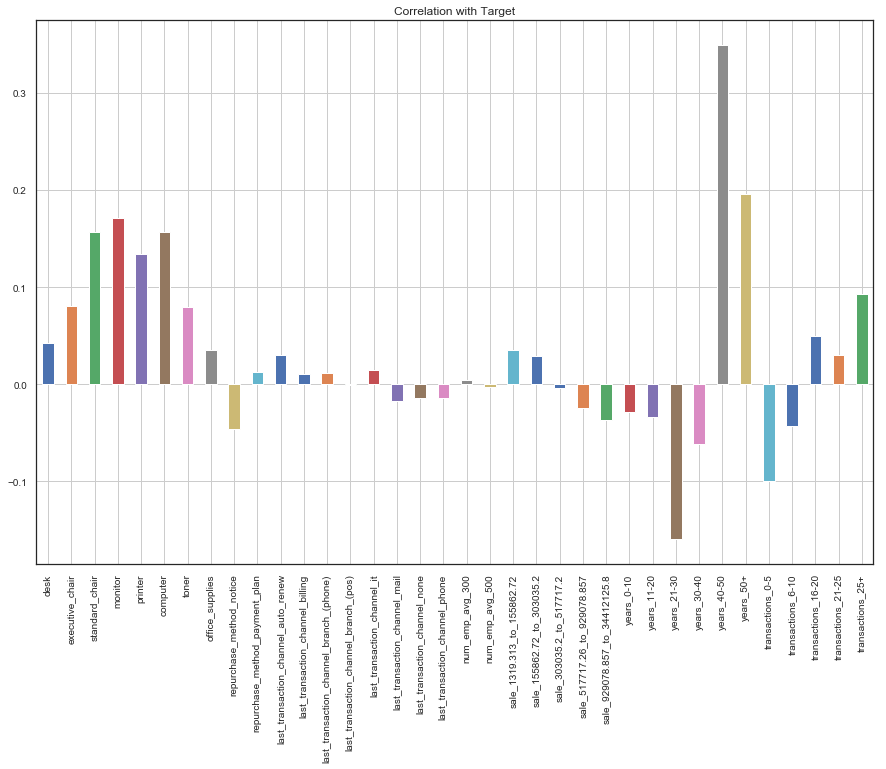 Correlation with Target
0.3
0.2
0.1
0.0
−0.1
desk
executive_chair
standard_chair
monitor
printer
computer
toner
office_supplies
repurchase_method_notice
repurchase_method_payment_plan
last_transaction_channel_auto_renew
last_transaction_channel_billing
last_transaction_channel_branch_(phone)
last_transaction_channel_branch_(pos)
last_transaction_channel_it
last_transaction_channel_mail
last_transaction_channel_none
last_transaction_channel_phone
num_emp_avg_300
num_emp_avg_500
sale_1319.313_to_155862.72
sale_155862.72_to_303035.2
sale_303035.2_to_517717.2
sale_517717.26_to_929078.857
sale_929078.857_to_34412125.8
years_0-10
years_11-20
years_21-30
years_30-40
years_40-50
years_50+
transactions_0-5
transactions_6-10
transactions_16-20
transactions_21-25
transactions_25+